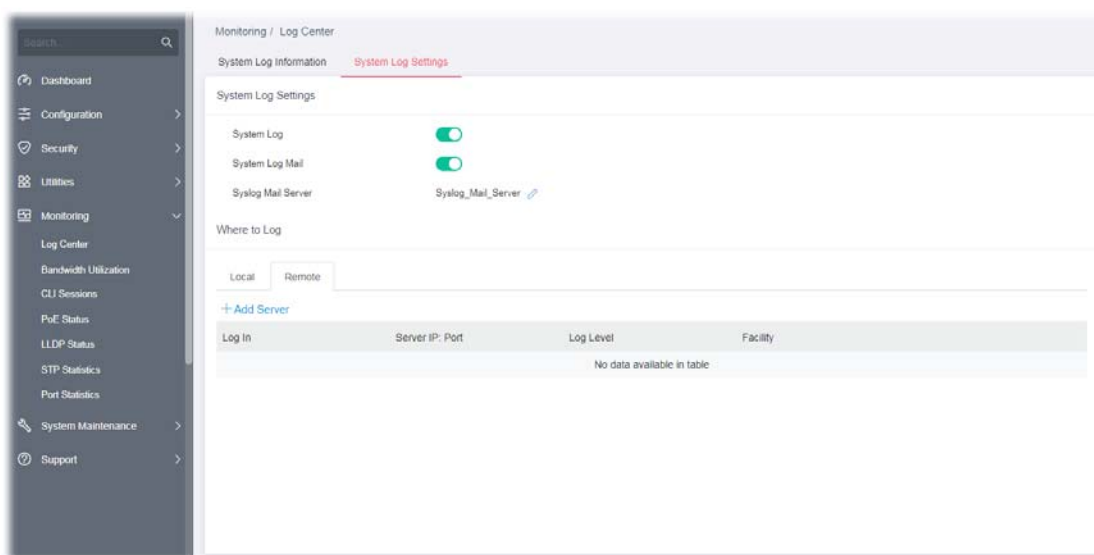 Search...
Dashboard
Configuration
Security
Utilities
Monitoring
Log Center
Bandwidth Utilization
CLI Sessions
PoE Status
LLDP Status
STP Statistics
Port Statistics
System Maintenance
Support
Monitoring / Log Center
System Log Information System Log Settings
System Log Settings
System Log
System Log Mail
Syslog Mail Server Syslog_Mail_Server
Where to Log
Local Remote
+Add Server
Log In Server IP: Port Log Level Facility
No data available in table